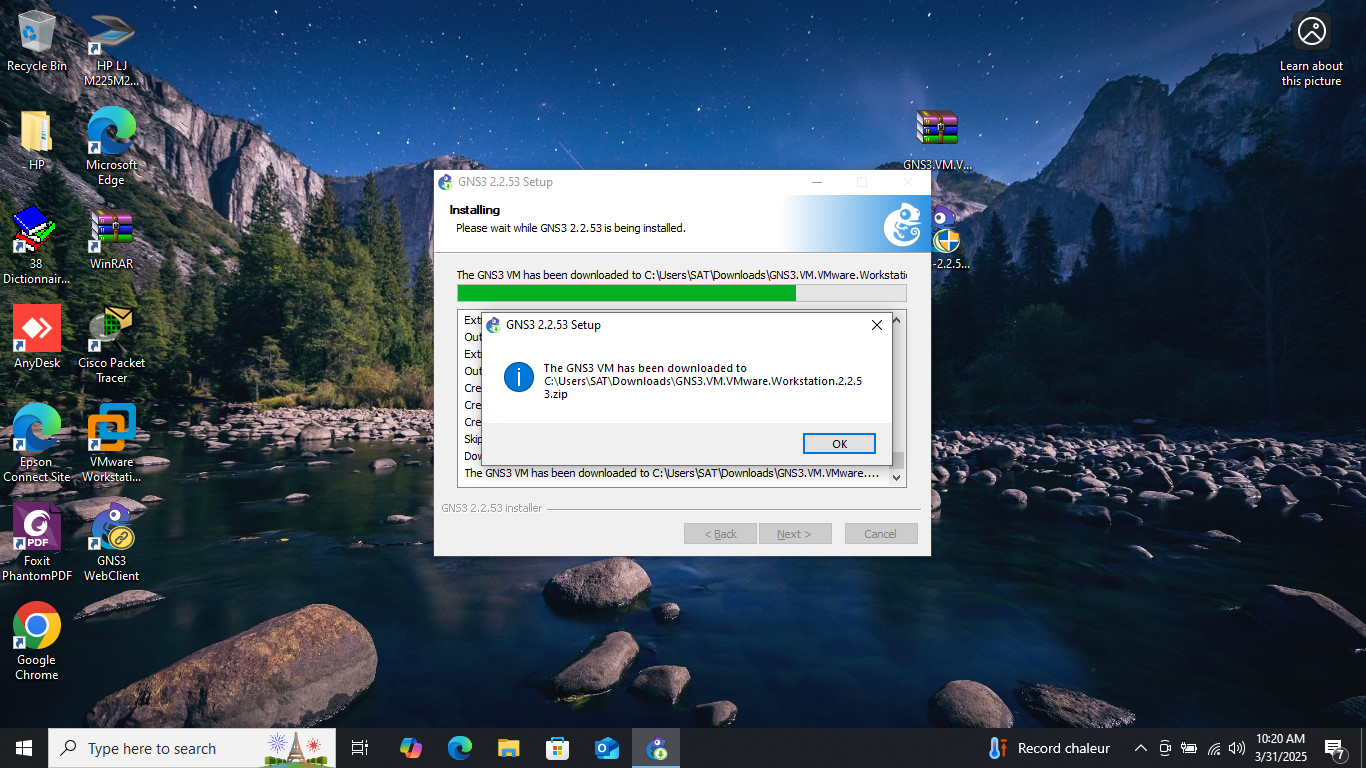 Recycle Bin
HP LJ
M225M2...
Learn about
this picture
- HP
Microsoft
Edge
GNS3.VM.V...
38
Dictionnair...
WinRAR
-2.2.5...
AnyDesk
Cisco Packet
Tracer
Epson
Connect Site
VMware
Workstati...
PDF
Foxit
PhantomPDF
GNS3
WebClient
Google
Chrome
GNS3 2.2.53 Setup
Installing
Please wait while GNS3 2.2.53 is being installed.
The GNS3 VM has been downloaded to C:\Users\SAT\Downloads\GNS3.VM.VMware.Workstatio
Ext
Out
Ext
Out
Cre
Cre
Cre
Skip
Dow
The GNS3 VM has been downloaded to C:\Users\SAT\Downloads\GNS3.VM.VMware....
GNS3 2.2.53 Setup
The GNS3 VM has been downloaded to
C:\Users\SAT\Downloads\GNS3.VM.VMware.Workstation.2.2.5
3.zip
OK
GNS3 2.2.53 installer
< Back
Next >
Cancel
Type here to search
Record chaleur
10:20 AM
3/31/2025
7